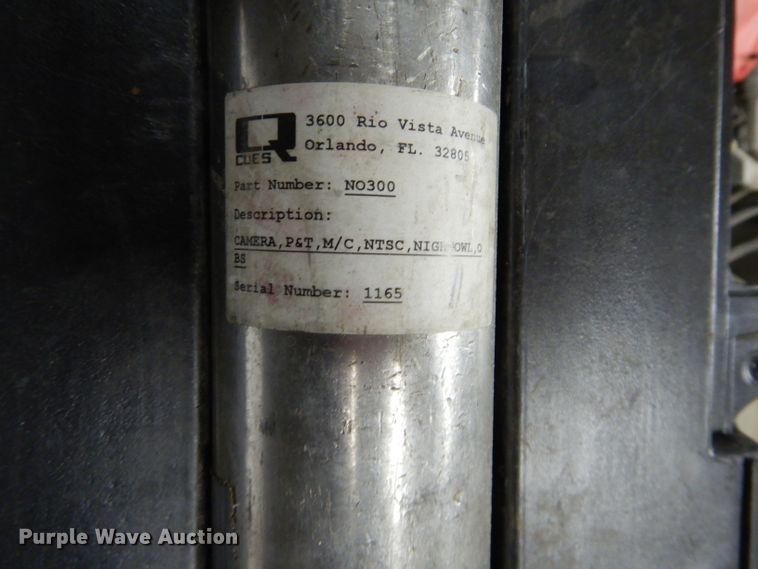 CUES
3600 Rio Vista Avenue
Orlando, FL. 32805
Part Number: NO300
Description:
CAMERA,P&T,M/C,NTSC,NIGHTOWL,O
BS
Serial Number: 1165
Purple Wave Auction